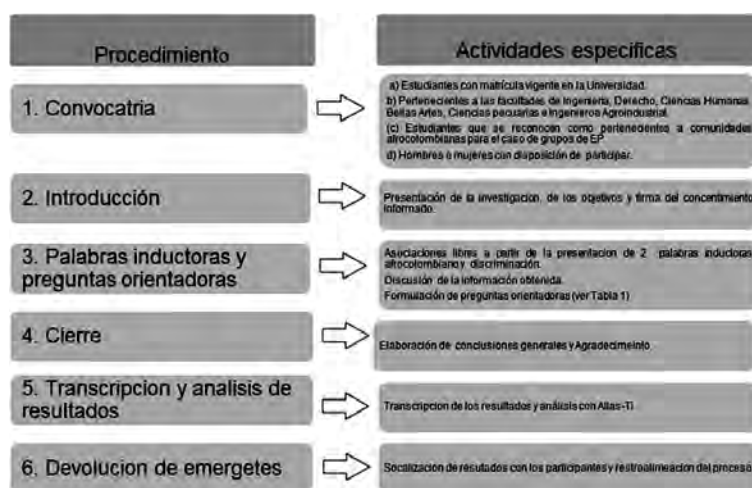 Procedimiento
Actividades especificas
1. Convocatria
a) Estudiantes con matrícula vigente en la Universidad.
b) Pertenecientes a las facultades de Ingeniería, Derecho, Ciencias Humanas,
Bellas Artes, Ciencias pecuarias e Ingenieroa Agroindustrial.
(c) Estudiantes que se reconocen como pertenecientes a comunidades
afrocolombianas para el caso de grupos de EP.
d) Hombres o mujeres con disposición de participar.
2. Introducción
Presentación de la investigacion, de los objetivos y firma del concentimiento
informado.
3. Palabras inductoras y
preguntas orientadoras
Asociaciones libres a partir de la presentacion de 2 palabras inductoras
afrocolombiano y discriminación.
Discusión de la información obtenida.
Formulación de preguntas orientadoras (ver Tabla 1)
4. Cierre
Elaboración de conclusiones generales y Agradecimeinto
5. Transcripcion y analisis de
resultados
Transcripcion de los resultados y análisis con Atlas-Ti
6. Devolucion de emergetes
Socalización de resutados con los participantes y del proceso